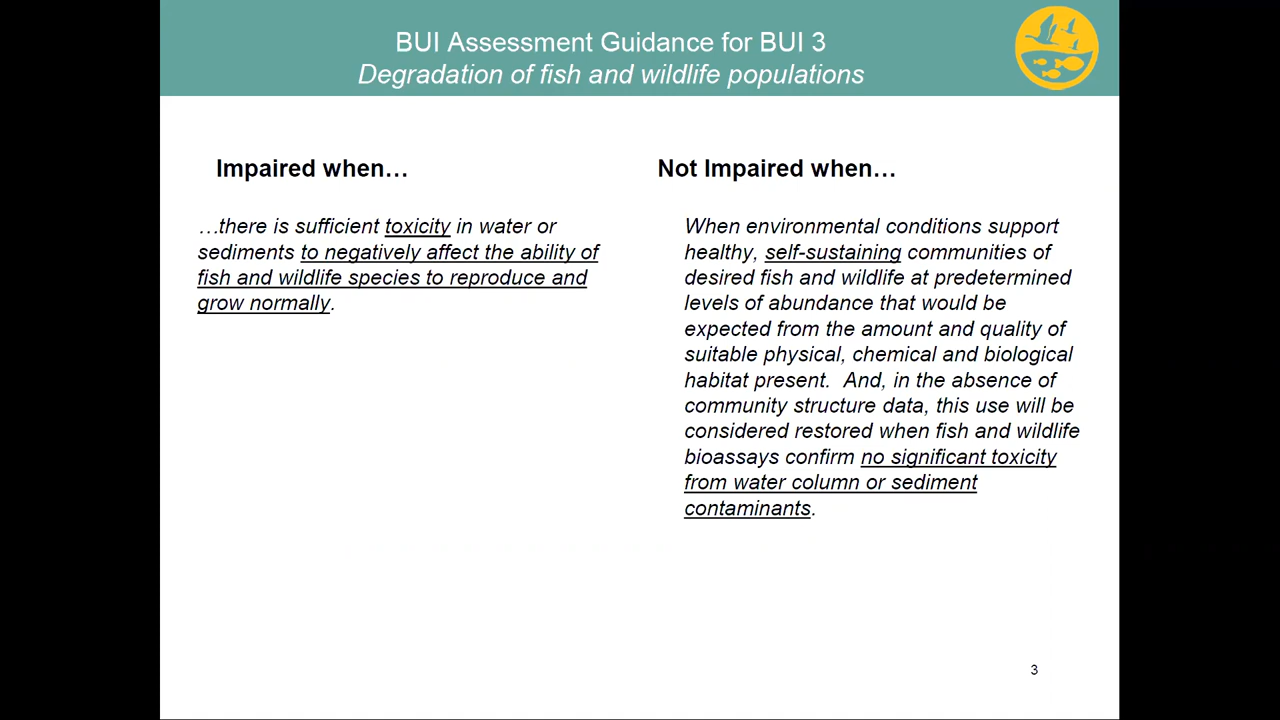 BUI Assessment Guidance for BUI 3
Degradation of fish and wildlife populations
Impaired when…
…there is sufficient toxicity in water or
sediments to negatively affect the ability of
fish and wildlife species to reproduce and
grow normally.
Not Impaired when…
When environmental conditions support
healthy, self-sustaining communities of
desired fish and wildlife at predetermined
levels of abundance that would be
expected from the amount and quality of
suitable physical, chemical and biological
habitat present.  And, in the absence of
community structure data, this use will be
considered restored when fish and wildlife
bioassays confirm no significant toxicity
from water column or sediment
contaminants.
3